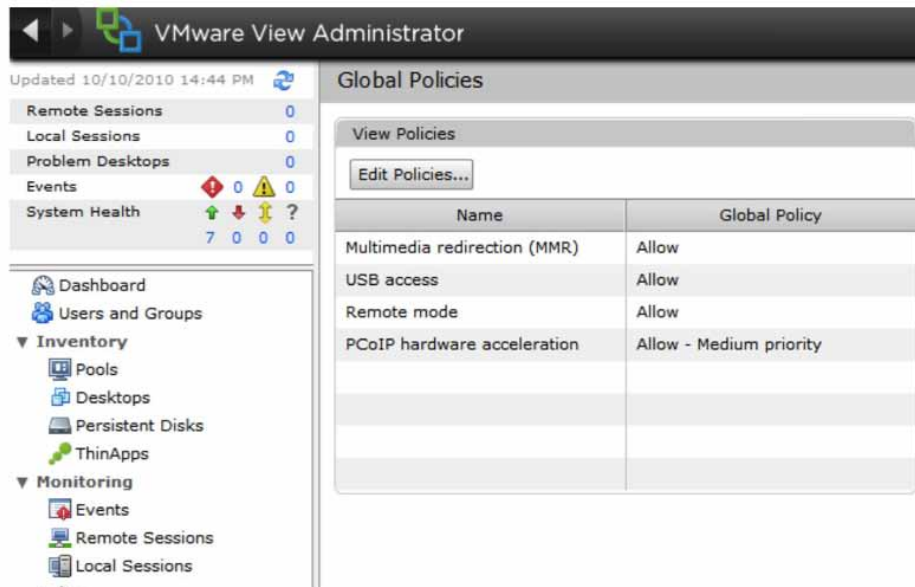 VMware View Administrator
Updated 10/10/2010 14:44 PM
Remote Sessions 0
Local Sessions 0
Problem Desktops 0
Events 0 0
System Health ?
7 0 0 0
Dashboard
Users and Groups
Inventory
Pools
Desktops
Persistent Disks
ThinApps
Monitoring
Events
Remote Sessions
Local Sessions
Global Policies
View Policies
Edit Policies...
Name Global Policy
Multimedia redirection (MMR) Allow
USB access Allow
Remote mode Allow
PCoIP hardware acceleration Allow - Medium priority